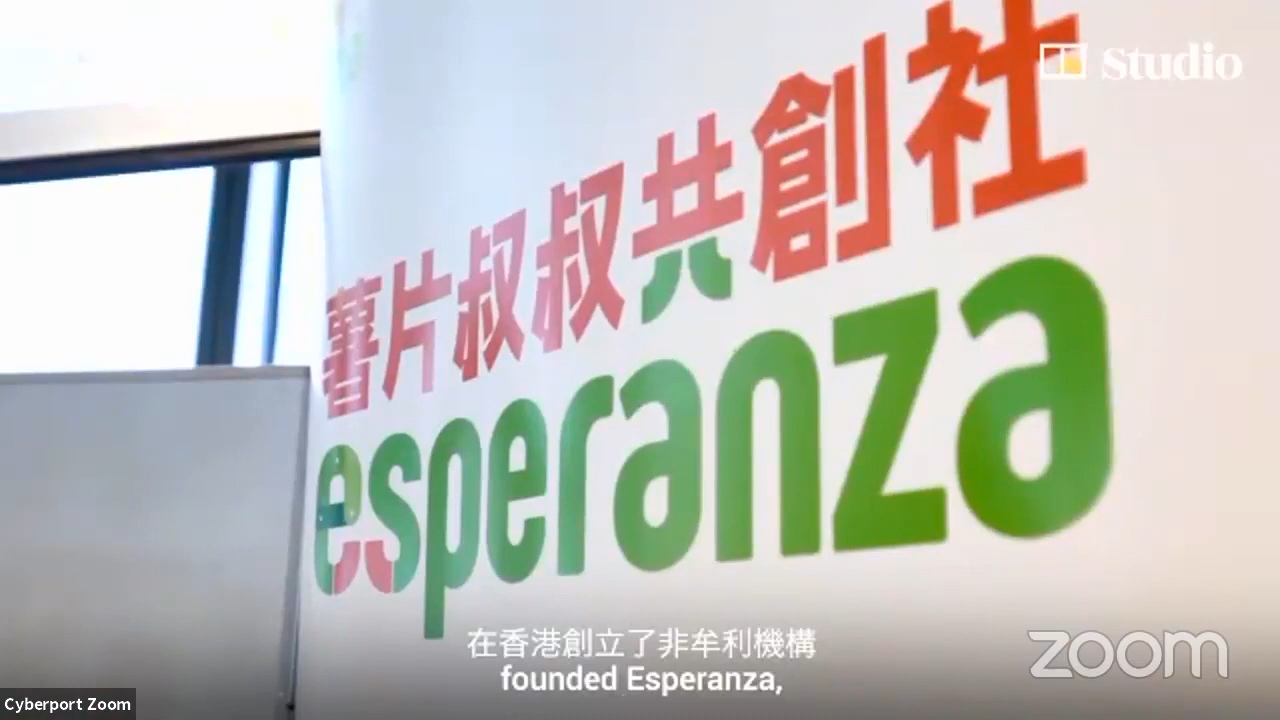 Studio
薯片叔叔共創社
esperanza
在香港創立了非牟利機構
founded Esperanza,
zoom
Cyberport Zoom